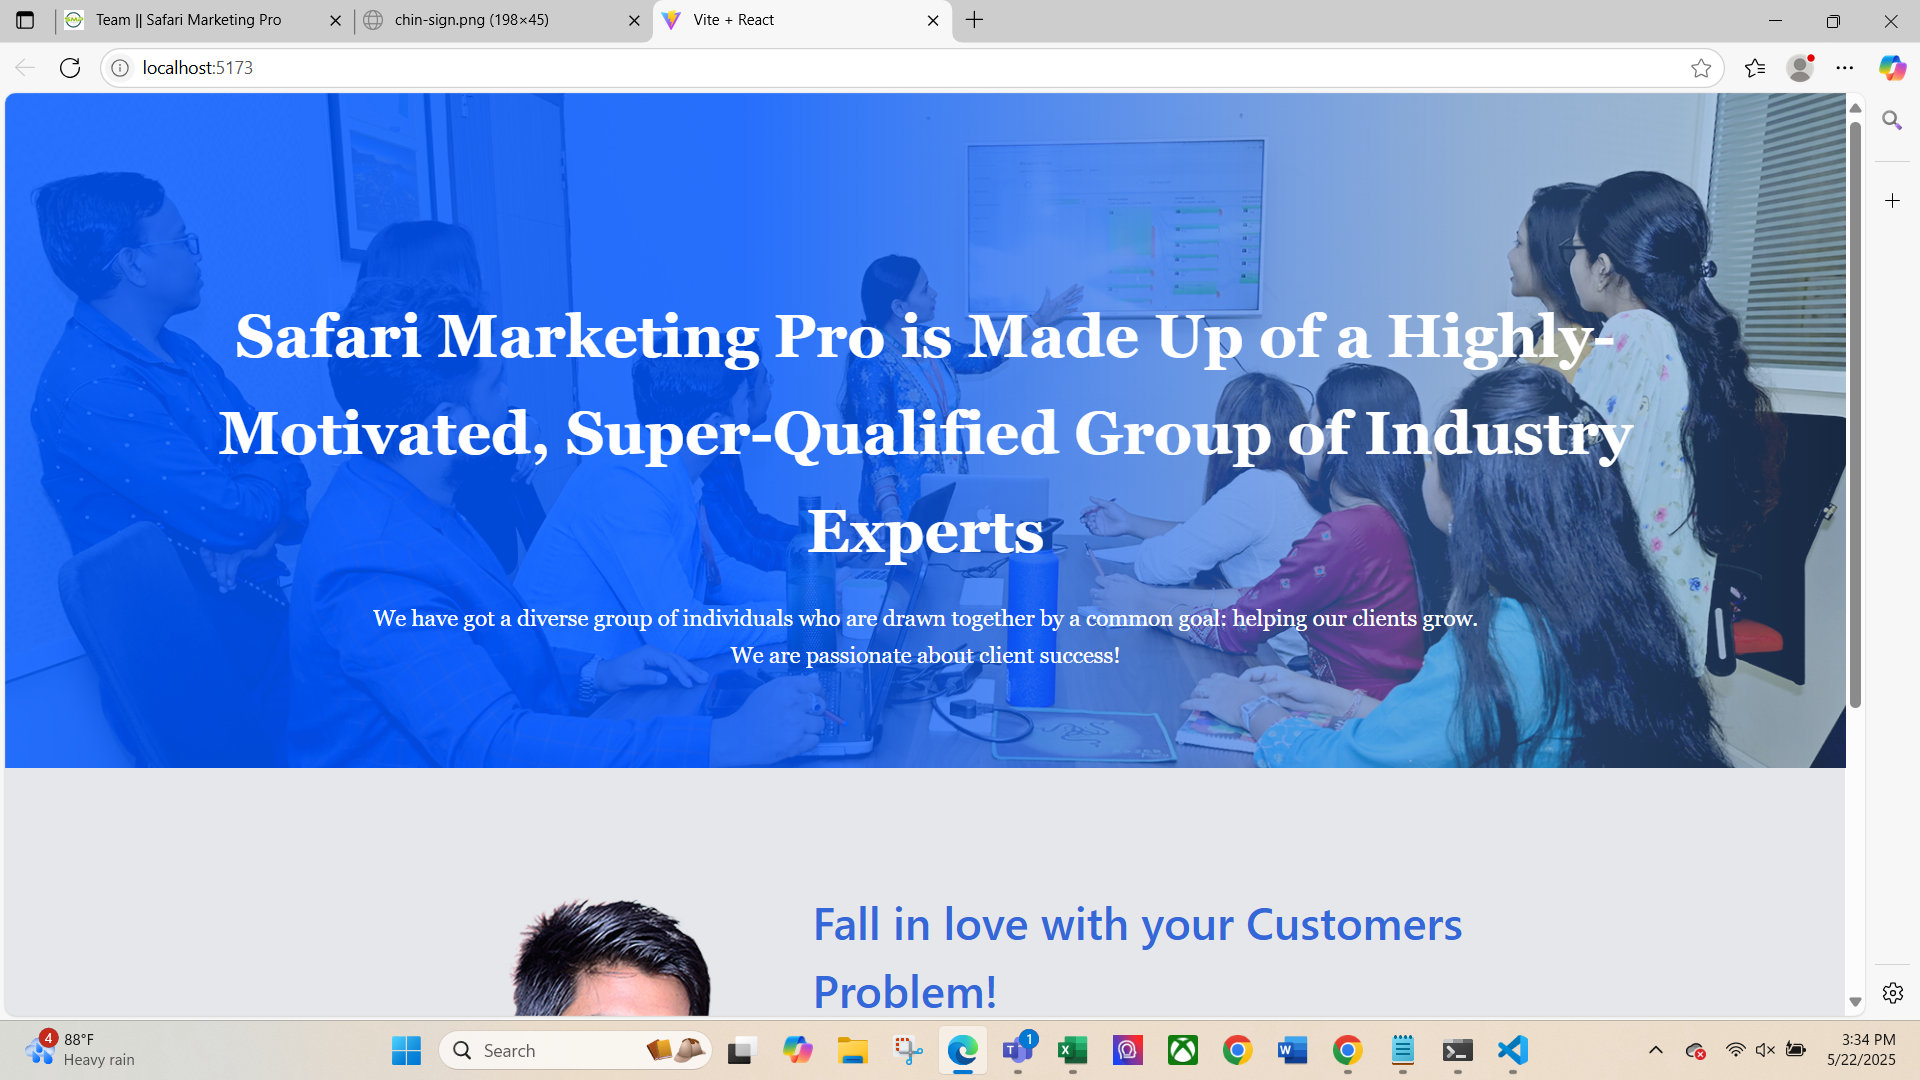 Team || Safari Marketing Pro
chin-sign.png (198×45)
Vite + React
localhost:5173
Safari Marketing Pro is Made Up of a Highly-
Motivated, Super-Qualified Group of Industry
Experts
We have got a diverse group of individuals who are drawn together by a common goal: helping our clients grow.
We are passionate about client success!
Fall in love with your Customers
Problem!
4
88°F
Heavy rain
Search
1
3:34 PM
5/22/2025